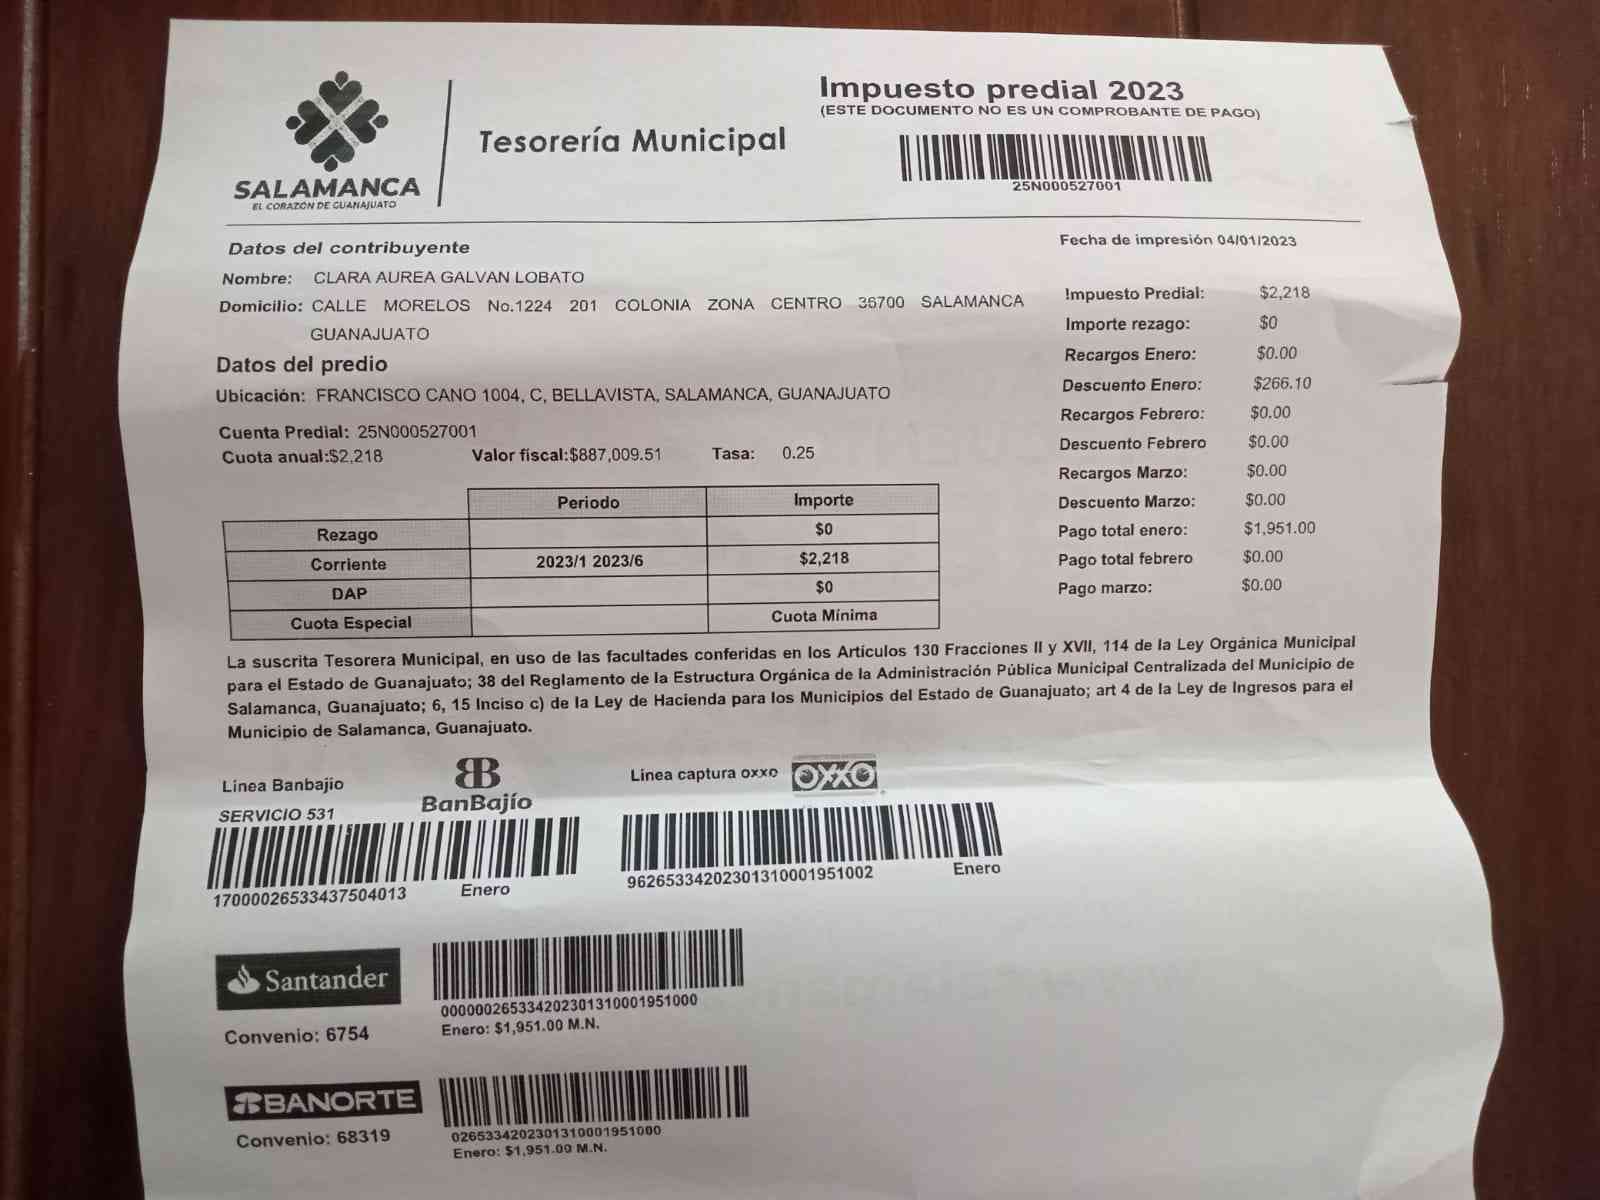 SALAMANCA
EL CORAZÓN DE GUANAJUATO
Tesorería Municipal
Impuesto predial 2023
(ESTE DOCUMENTO NO ES UN COMPROBANTE DE PAGO)
25N000527001
Datos del contribuyente
Nombre: CLARA AUREA GALVAN LOBATO
Domicilio: CALLE MORELOS No.1224 201 COLONIA ZONA CENTRO 36700 SALAMANCA
GUANAJUATO
Datos del predio
Ubicación: FRANCISCO CANO 1004, C, BELLAVISTA, SALAMANCA, GUANAJUATO
Cuenta Predial: 25N000527001
Cuota anual:$2,218 Valor fiscal:$887,009.51 Tasa: 0.25
Fecha de impresión 04/01/2023
Impuesto Predial: $2,218
Importe rezago: $0
Recargos Enero: $0.00
Descuento Enero: $266.10
Recargos Febrero: $0.00
Descuento Febrero $0.00
Recargos Marzo: $0.00
Descuento Marzo: $0.00
Pago total enero: $1,951.00
Pago total febrero $0.00
Pago marzo: $0.00
Periodo Importe
Rezago $0
Corriente 2023/1 2023/6 $2,218
DAP $0
Cuota Especial Cuota Mínima
La suscrita Tesorera Municipal, en uso de las facultades conferidas en los Artículos 130 Fracciones II y XVII, 114 de la Ley Orgánica Municipal
para el Estado de Guanajuato; 38 del Reglamento de la Estructura Orgánica de la Administración Pública Municipal Centralizada del Municipio de
Salamanca, Guanajuato; 6, 15 Inciso c) de la Ley de Hacienda para los Municipios del Estado de Guanajuato; art 4 de la Ley de Ingresos para el
Municipio de Salamanca, Guanajuato.
Línea Banbajio
SERVICIO 531
BanBajío
17000026533437504013 Enero
Linea captura oxxo OXXO
96265334202301310001951002 Enero
Santander
Convenio: 6754
00000026533420230131000​1951000
Enero: $1,951.00 M.N.
BANORTE
Convenio: 68319
0265334202301310001951000
Enero: $1,951.00 M.N.